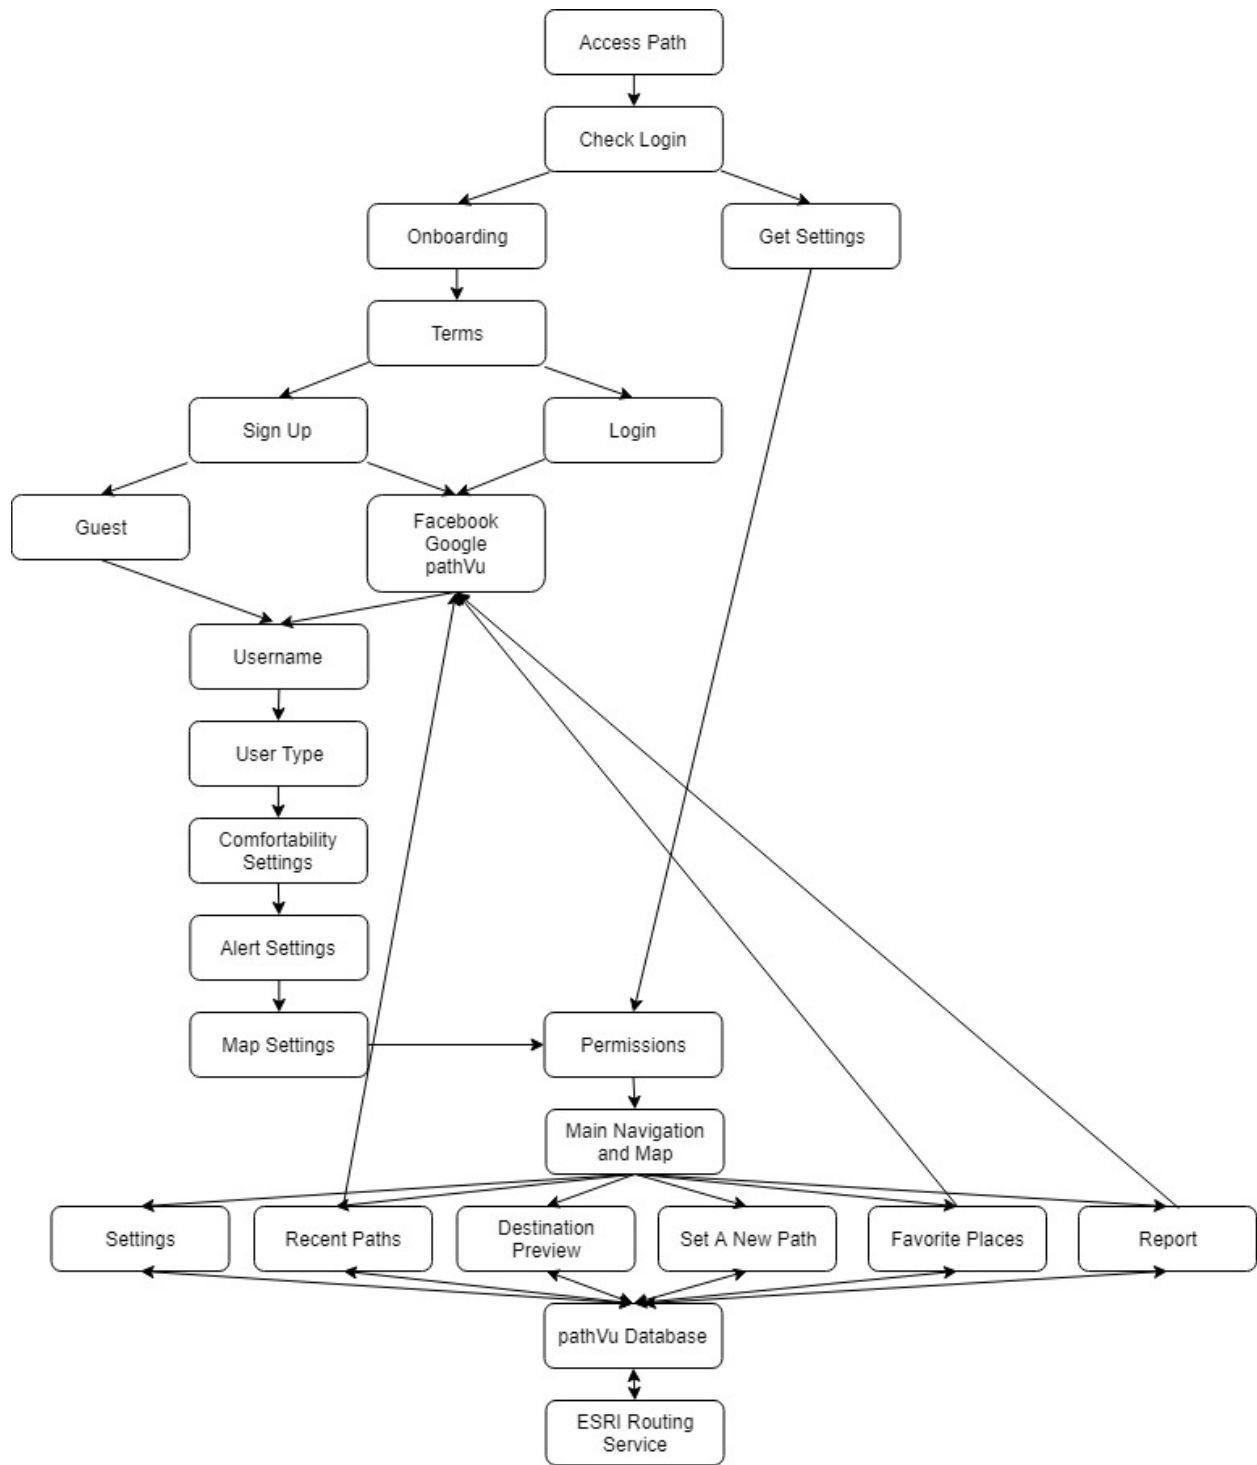 Access Path
Check Login
Onboarding
Get Settings
Terms
Sign Up
Login
Guest
Facebook
Google
pathVu
Username
User Type
Comfortability
Settings
Alert Settings
Map Settings
Permissions
Main Navigation
and Map
Settings
Recent Paths
Destination
Preview
Set A New Path
Favorite Places
Report
pathVu Database
ESRI Routing
Service